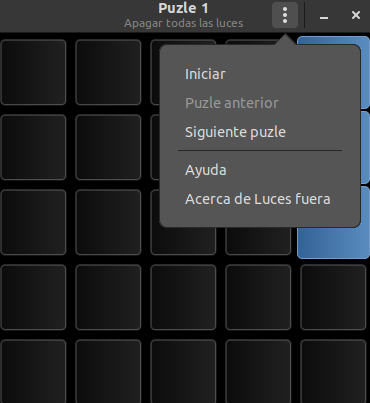 Puzle 1
Apagar todas las luces
Iniciar
Puzle anterior
Siguiente puzle
Ayuda
Acerca de Luces fuera